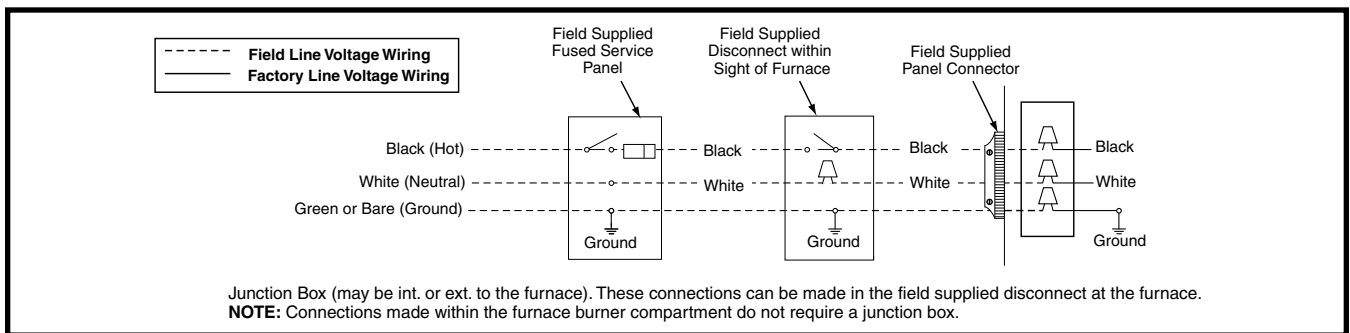 Field Line Voltage Wiring
Factory Line Voltage Wiring
Field Supplied
Fused Service
Panel
Field Supplied
Disconnect within
Sight of Furnace
Field Supplied
Panel Connector
Black (Hot)
Black
Black
Black
White (Neutral)
White
White
White
Green or Bare (Ground)
Ground
Ground
Ground
Junction Box (may be int. or ext. to the furnace). These connections can be made in the field supplied disconnect at the furnace.
NOTE: Connections made within the furnace burner compartment do not require a junction box.